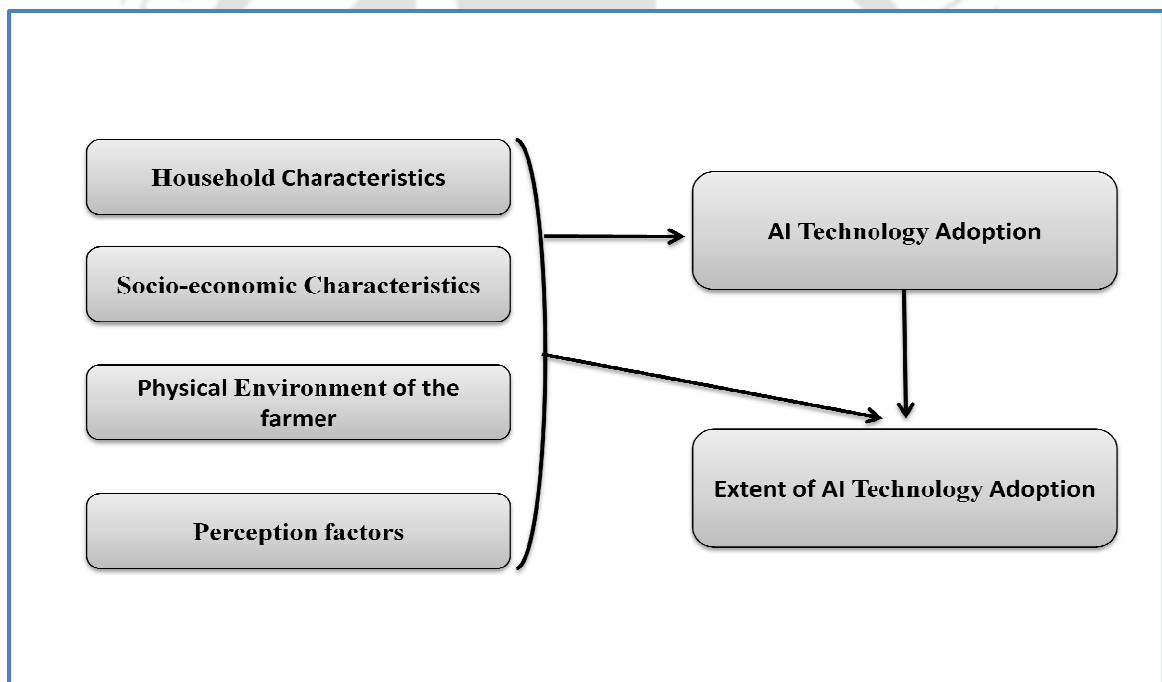 Household Characteristics
Socio-economic Characteristics
Physical Environment of the
farmer
Perception factors
AI Technology Adoption
Extent of AI Technology Adoption